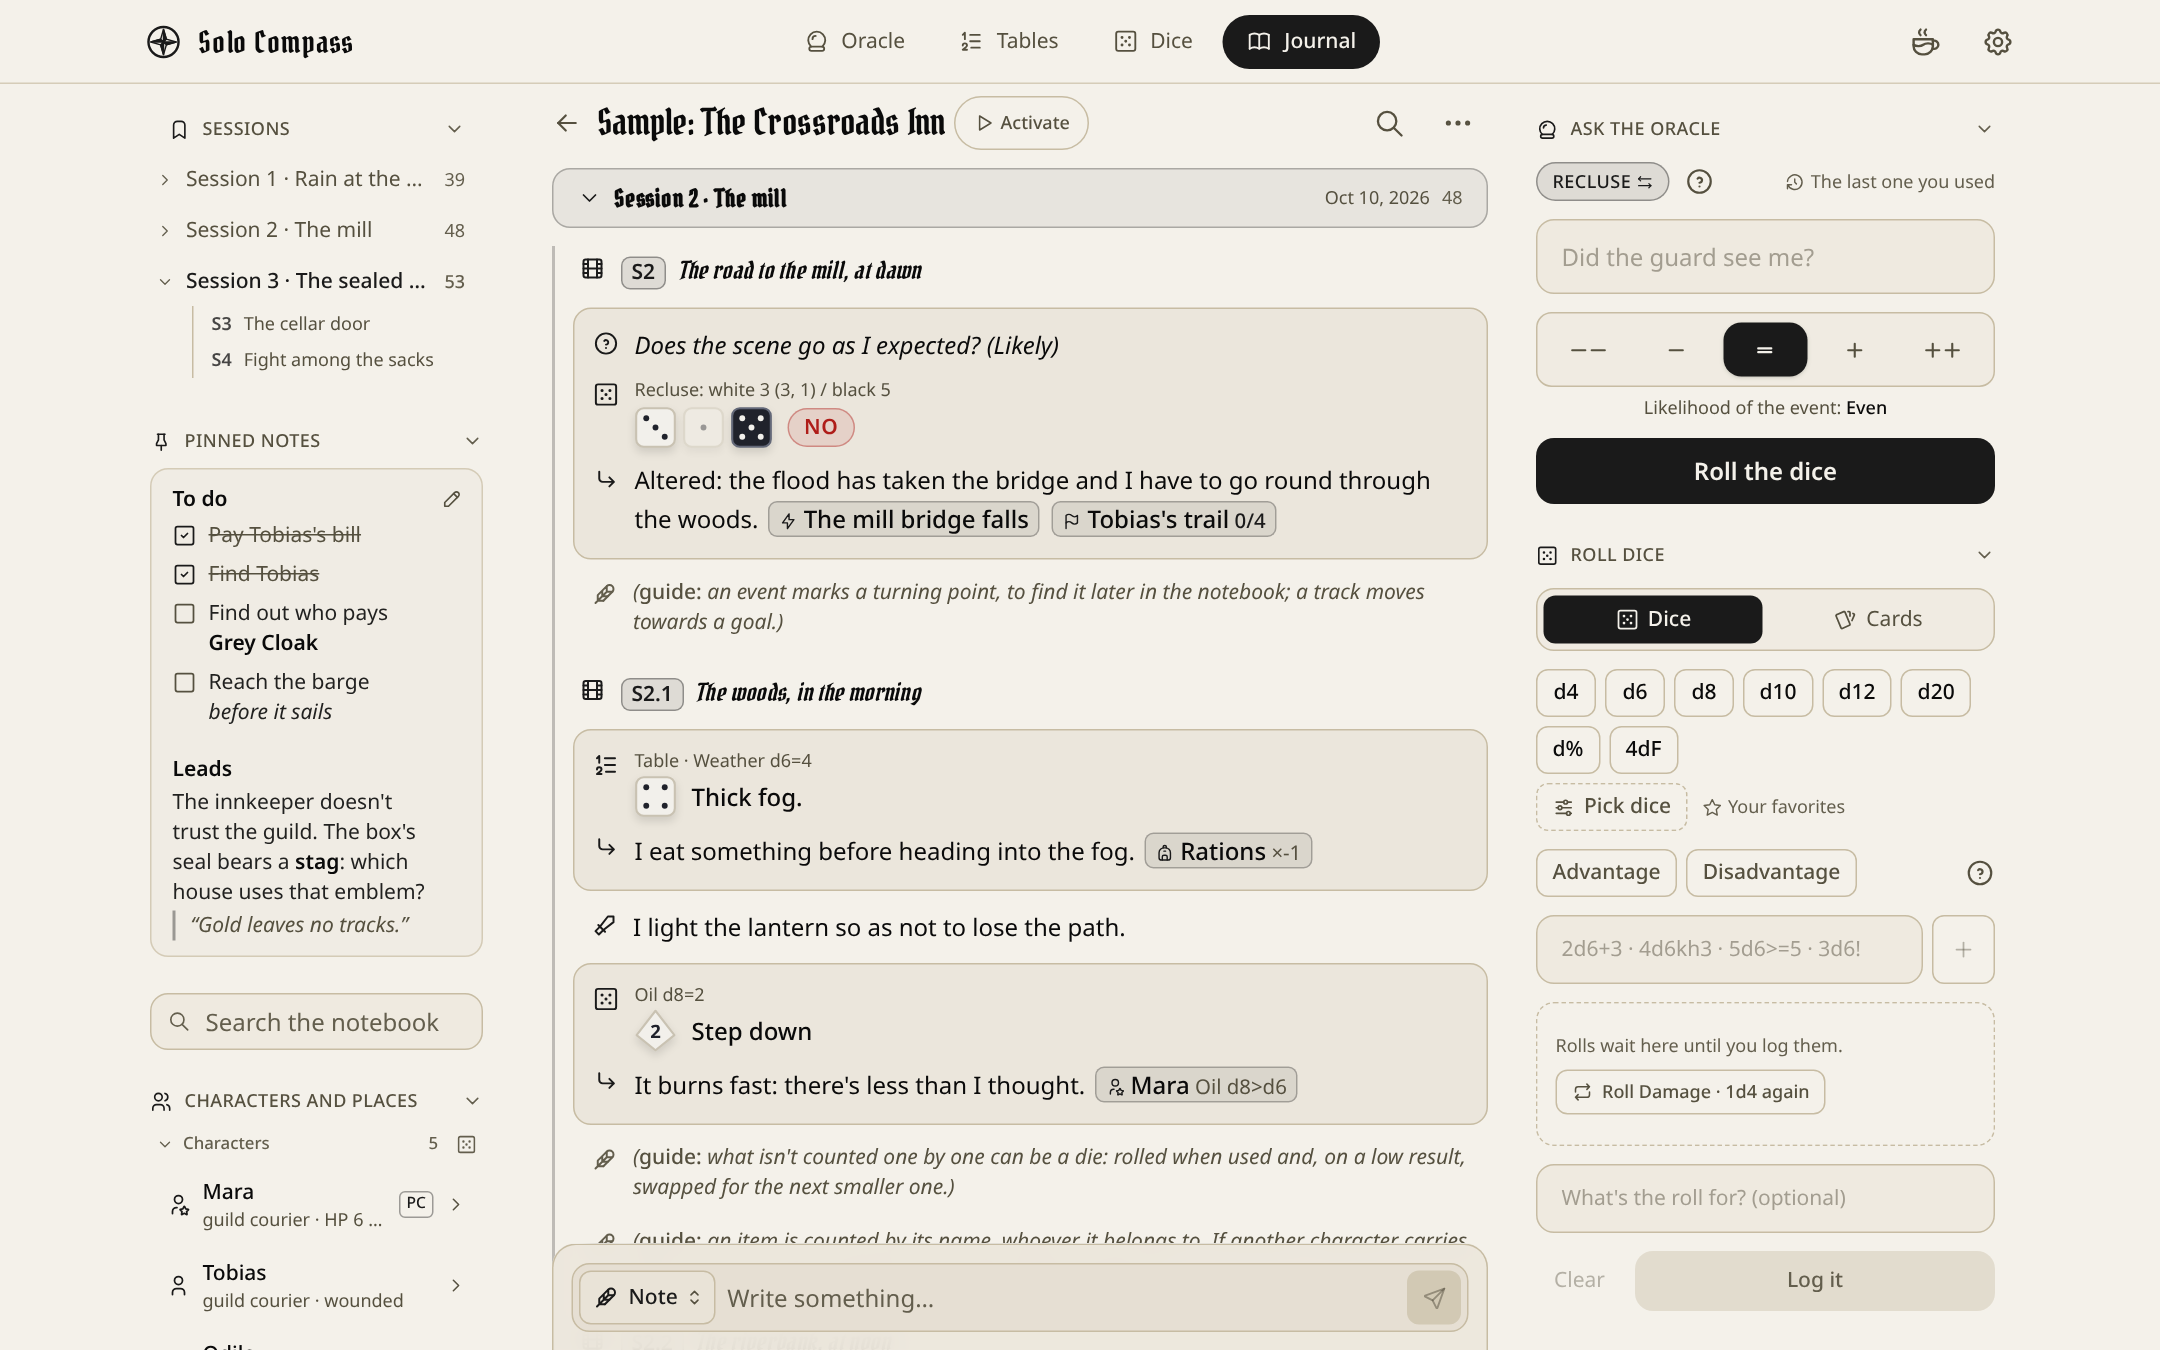 Solo Compass
Oracle
Tables
Dice
Journal
SESSIONS
Session 1 · Rain at the ... 39
Session 2 · The mill 48
Session 3 · The sealed ... 53
S3 The cellar door
S4 Fight among the sacks
PINNED NOTES
To do
Pay Tobias's bill
Find Tobias
Find out who pays
Grey Cloak
Reach the barge
before it sails
Leads
The innkeeper doesn't
trust the guild. The box's
seal bears a stag: which
house uses that emblem?
“Gold leaves no tracks.”
Search the notebook
CHARACTERS AND PLACES
Characters 5
Mara
guild courier · HP 6 ...
PC
Tobias
guild courier · wounded
Sample: The Crossroads Inn
Activate
Session 2 · The mill
Oct 10, 2026 48
S2 The road to the mill, at dawn
Does the scene go as I expected? (Likely)
Recluse: white 3 (3, 1) / black 5
NO
Altered: the flood has taken the bridge and I have to go round through
the woods. The mill bridge falls Tobias's trail 0/4
(guide: an event marks a turning point, to find it later in the notebook; a track moves
towards a goal.)
S2.1 The woods, in the morning
Table · Weather d6=4
Thick fog.
I eat something before heading into the fog. Rations ×-1
I light the lantern so as not to lose the path.
Oil d8=2
2 Step down
It burns fast: there's less than I thought. Mara Oil d8>d6
(guide: what isn't counted one by one can be a die: rolled when used and, on a low result,
swapped for the next smaller one.)
(guide: an item is counted by its name, whoever it belongs to. If another character carries
Note
Write something...
ASK THE ORACLE
RECLUSE
The last one you used
Did the guard see me?
−− − = + ++
Likelihood of the event: Even
Roll the dice
ROLL DICE
Dice
Cards
d4 d6 d8 d10 d12 d20
d% 4dF
Pick dice
Your favorites
Advantage
Disadvantage
2d6+3 · 4d6kh3 · 5d6>=5 · 3d6!
+
Rolls wait here until you log them.
Roll Damage · 1d4 again
What's the roll for? (optional)
Clear
Log it